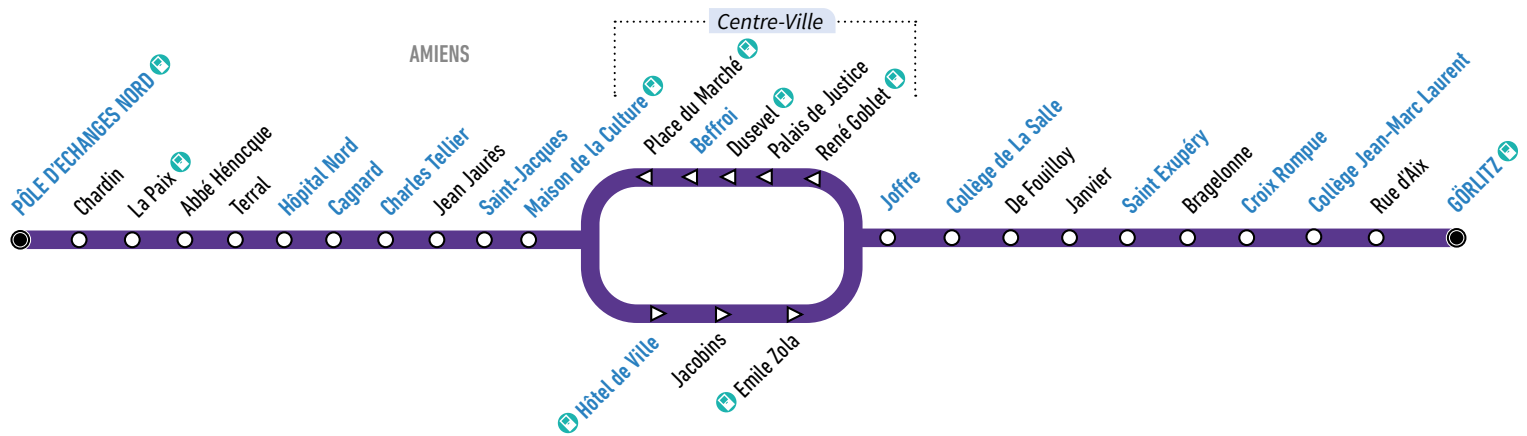 Centre-Ville
AMIENS
PÔLE D'ECHANGES NORD
Chardin
La Paix
Abbé Hénocque
Terral
Hôpital Nord
Cagnard
Charles Tellier
Jean Jaurès
Saint-Jacques
Maison de la Culture
Place du Marché
Beffroi
Dusevel
Palais de Justice
René Goblet
Joffre
Collège de La Salle
De Fouilloy
Janvier
Saint Exupéry
Bragelonne
Croix Rompue
Collège Jean-Marc Laurent
Rue d'Aix
GÖRLITZ
Hôtel de Ville
Jacobins
Emile Zola